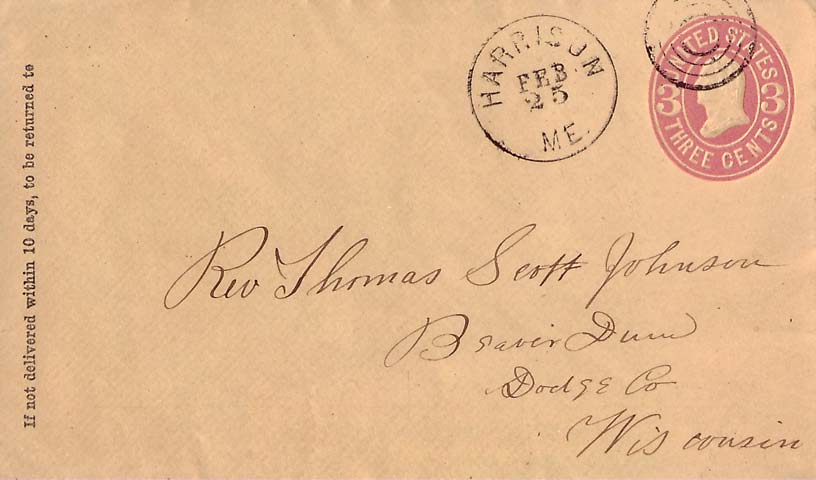 If not delivered within 10 days, to be returned to
HARRISON
FEB
25
ME.
UNITED STATES
3 3
THREE CENTS
Rev Thomas Scott Johnson
Beaver Dam
Dodge Co
Wisconsin